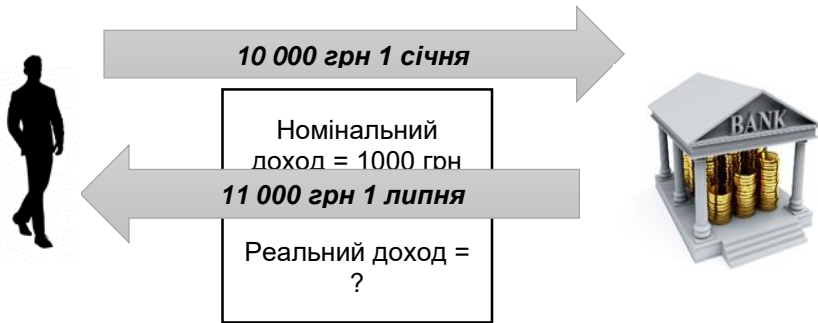 10 000 грн 1 січня
BANK
Номінальний
доход = 1000 грн
11 000 грн 1 липня
Реальний доход =
?